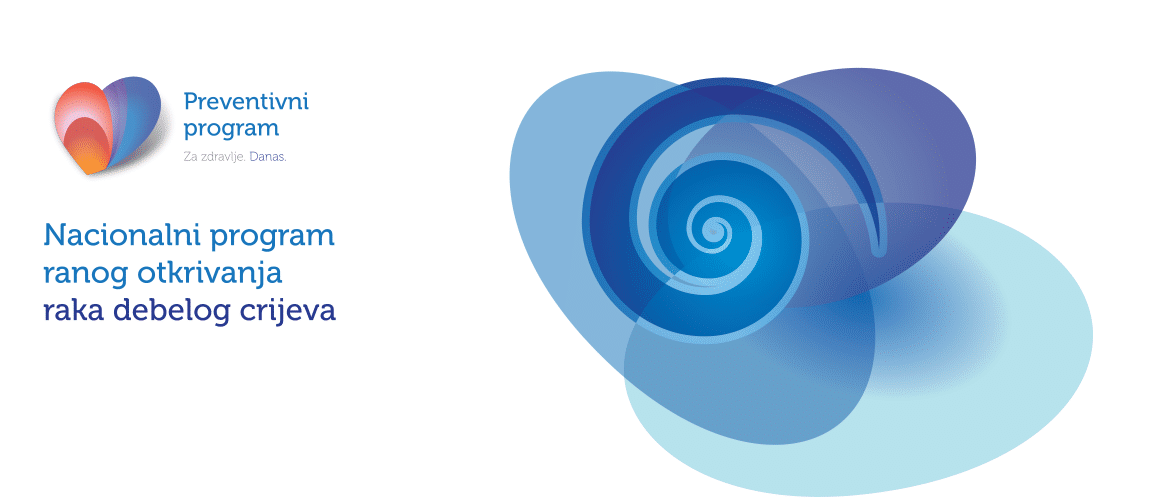 Preventivni
program
Za zdravlje. Danas.
Nacionalni program
ranog otkrivanja
raka debelog crijeva